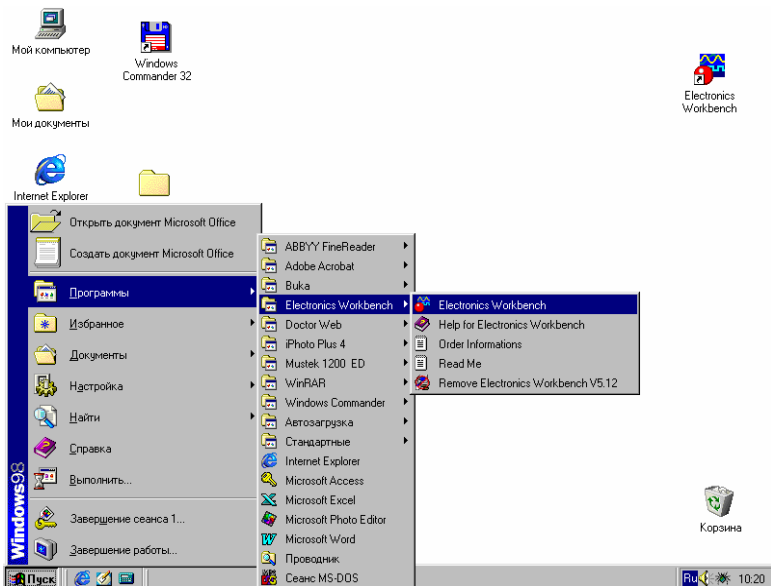 Мой компьютер
Windows
Commander 32
Electronics
Workbench
Мои документы
Internet Explorer
Открыть документ Microsoft Office
Создать документ Microsoft Office
Программы
Избранное
Документы
Настройка
Найти
Справка
Выполнить...
Завершение сеанса 1...
Завершение работы...
Windows98
ABBYY FineReader
Adobe Acrobat
Buka
Electronics Workbench
Doctor Web
iPhoto Plus 4
Mustek 1200 ED
WinRAR
Windows Commander
Автозагрузка
Стандартные
Internet Explorer
Microsoft Access
Microsoft Excel
Microsoft Photo Editor
Microsoft Word
Проводник
Сеанс MS-DOS
Electronics Workbench
Help for Electronics Workbench
Order Informations
Read Me
Remove Electronics Workbench V5.12
Корзина
Пуск
Ru
10:20